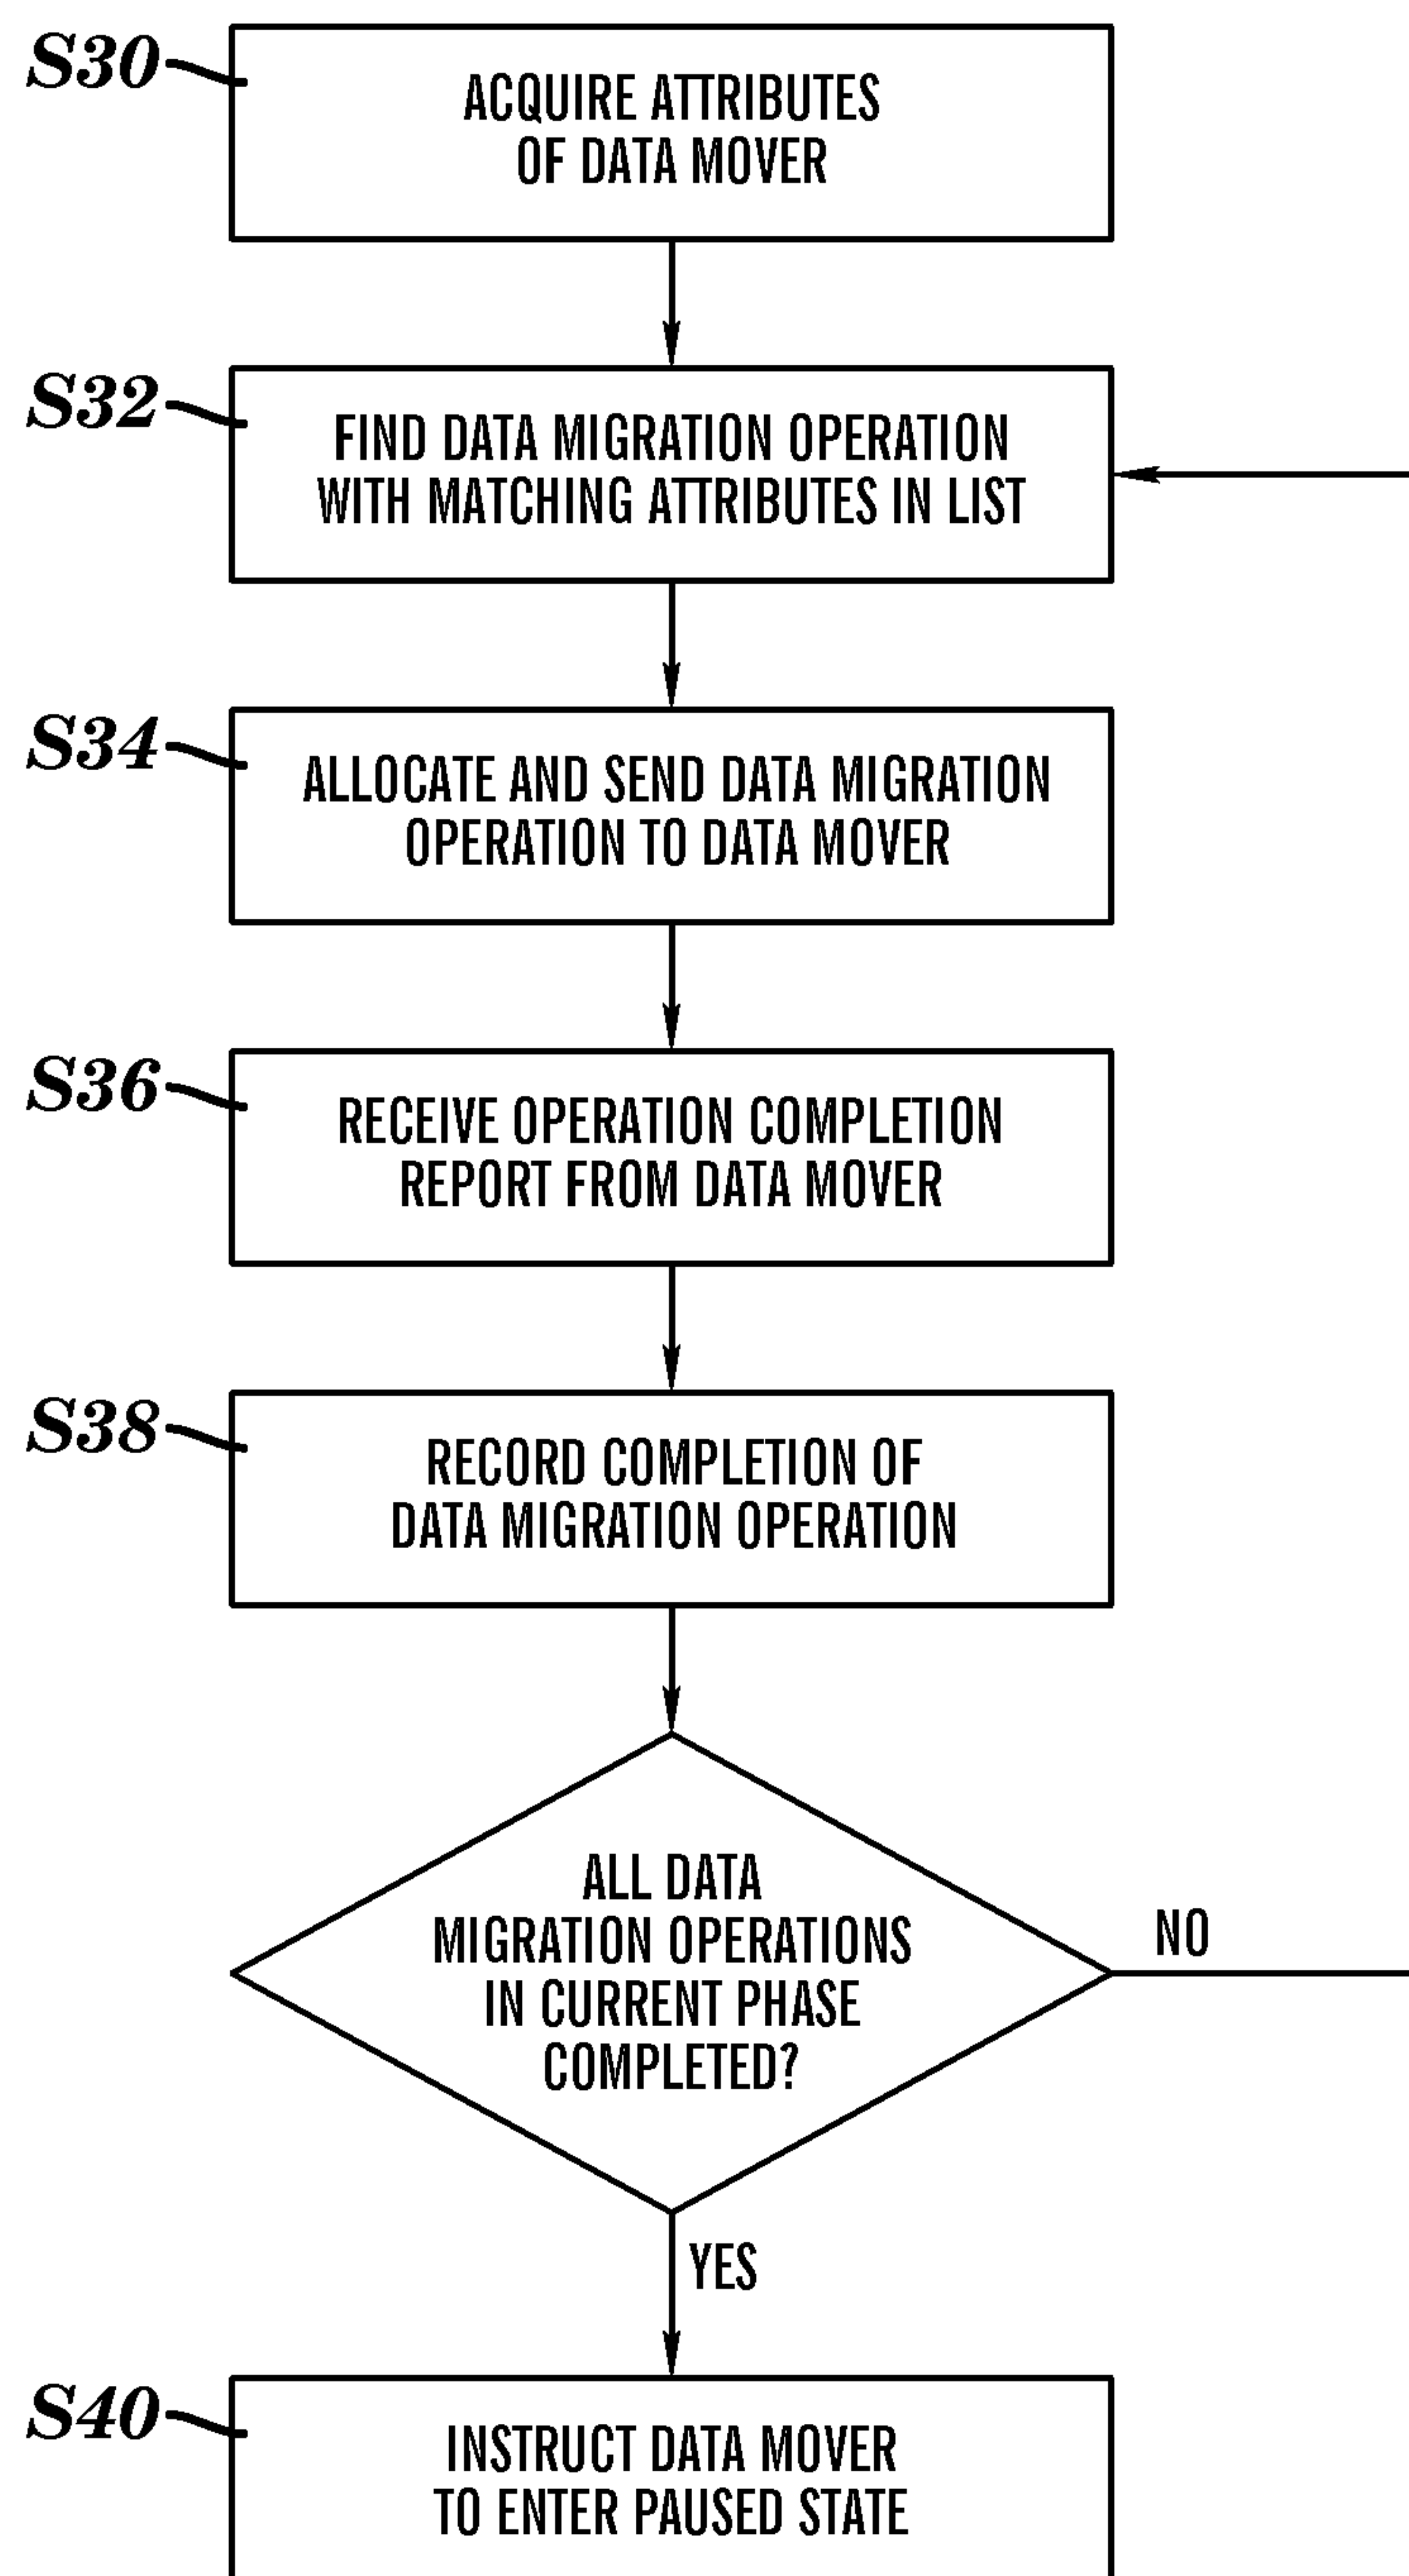 S30
ACQUIRE ATTRIBUTES
OF DATA MOVER
S32
FIND DATA MIGRATION OPERATION
WITH MATCHING ATTRIBUTES IN LIST
S34
ALLOCATE AND SEND DATA MIGRATION
OPERATION TO DATA MOVER
S36
RECEIVE OPERATION COMPLETION
REPORT FROM DATA MOVER
S38
RECORD COMPLETION OF
DATA MIGRATION OPERATION
ALL DATA
MIGRATION OPERATIONS
IN CURRENT PHASE
COMPLETED?
NO
YES
S40
INSTRUCT DATA MOVER
TO ENTER PAUSED STATE